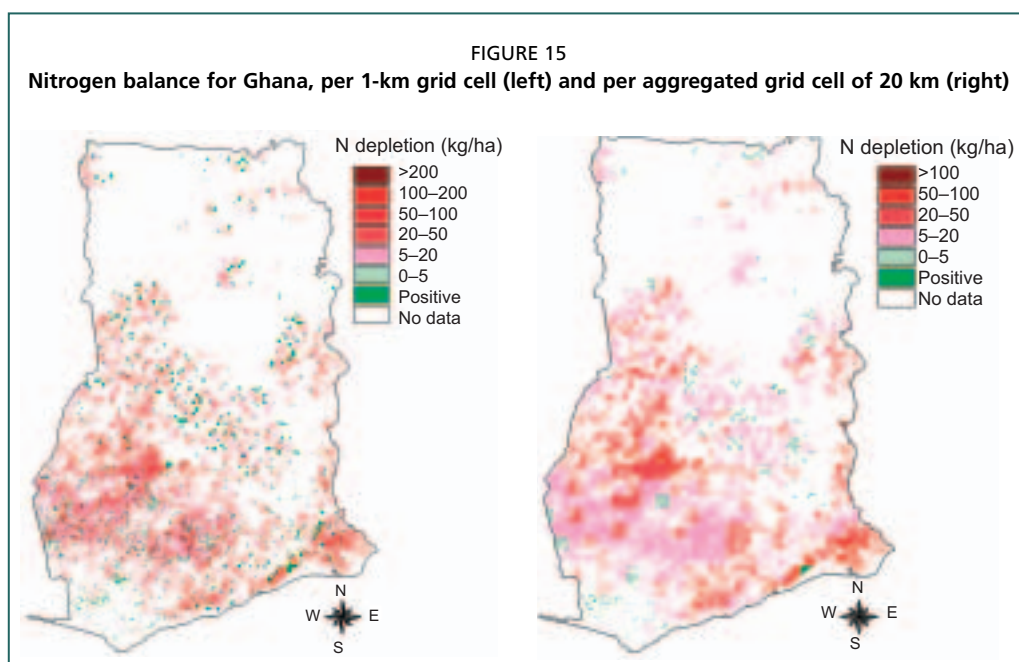 FIGURE 15
Nitrogen balance for Ghana, per 1-km grid cell (left) and per aggregated grid cell of 20 km (right)
N depletion (kg/ha)
>200
100–200
50–100
20–50
5–20
0–5
Positive
No data
N
W E
S
N depletion (kg/ha)
>100
50–100
20–50
5–20
0–5
Positive
No data
N
W E
S